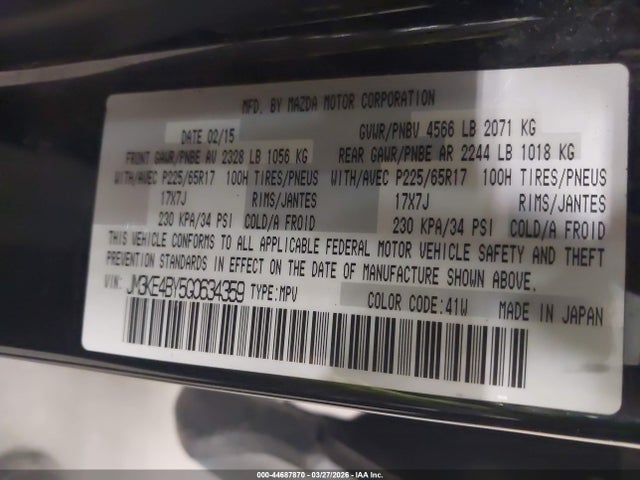 MFD. BY MAZDA MOTOR CORPORATION
DATE 02/15 GVWR/PNBV 4566 LB 2071 KG
FRONT GAWR/PNBE AV 2328 LB 1056 KG REAR GAWR/PNBE AR 2244 LB 1018 KG
WITH/AVEC P225/65R17 100H TIRES/PNEUS WITH/AVEC P225/65R17 100H TIRES/PNEUS
17X7J RIMS/JANTES 17X7J RIMS/JANTES
230 KPA/34 PSI COLD/A FROID 230 KPA/34 PSI COLD/A FROID
THIS VEHICLE CONFORMS TO ALL APPLICABLE FEDERAL MOTOR VEHICLE SAFETY AND THEFT
PREVENTION STANDARDS IN EFFECT ON THE DATE OF MANUFACTURE SHOWN ABOVE.
VIN: JM3KE4BY5G0634359 TYPE:MPV COLOR CODE:41W MADE IN JAPAN
000-44687870 | 03/27/2026 | IAA Inc.